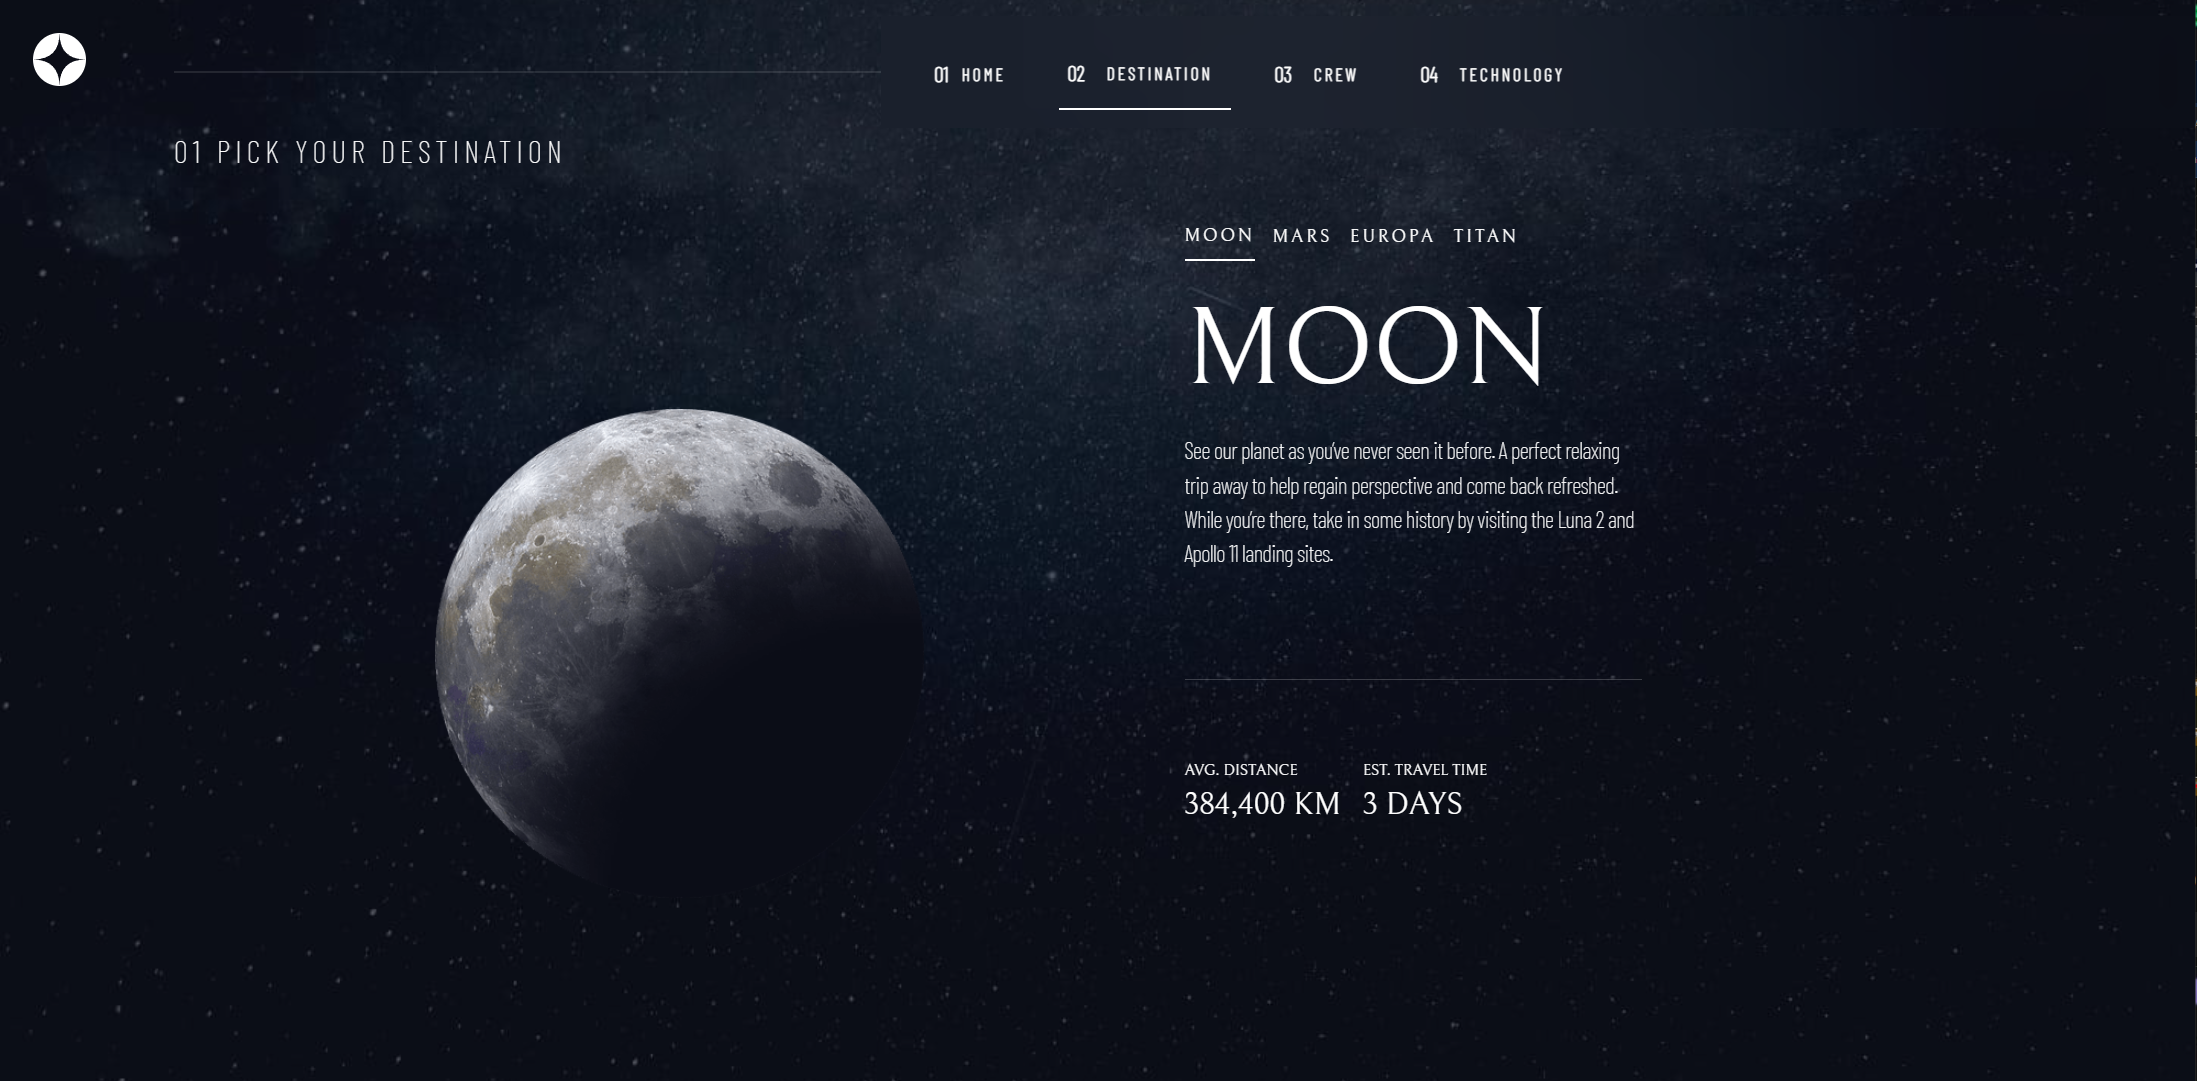 01 HOME
02 DESTINATION
03 CREW
04 TECHNOLOGY
01 PICK YOUR DESTINATION
MOON MARS EUROPA TITAN
MOON
See our planet as you’ve never seen it before. A perfect relaxing
trip away to help regain perspective and come back refreshed.
While you’re there, take in some history by visiting the Luna 2 and
Apollo 11 landing sites.
AVG. DISTANCE
384,400 KM
EST. TRAVEL TIME
3 DAYS